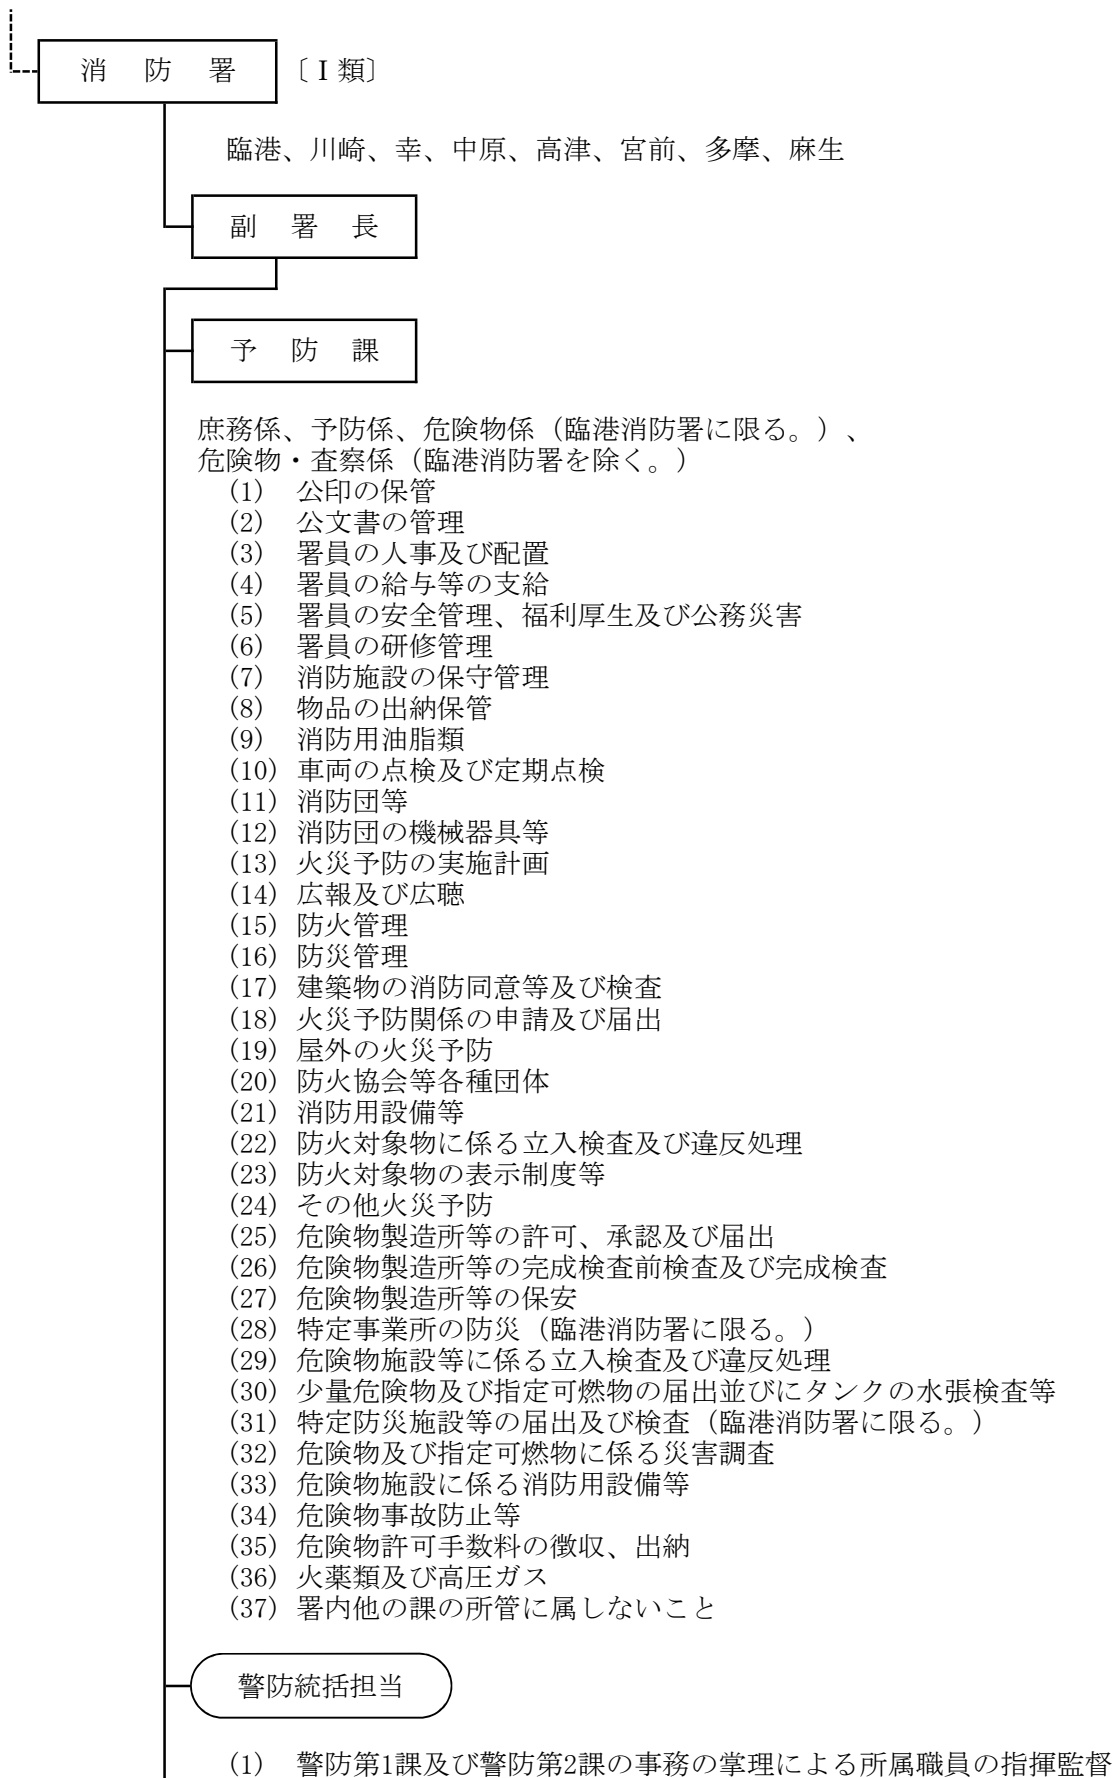 消防署 〔Ⅰ類〕
臨港、川崎、幸、中原、高津、宮前、多摩、麻生
副署長
予防課
庶務係、予防係、危険物係（臨港消防署に限る。）、
危険物・査察係（臨港消防署を除く。）
(1) 公印の保管
(2) 公文書の管理
(3) 署員の人事及び配置
(4) 署員の給与等の支給
(5) 署員の安全管理、福利厚生及び公務災害
(6) 署員の研修管理
(7) 消防施設の保守管理
(8) 物品の出納保管
(9) 消防用油脂類
(10) 車両の点検及び定期点検
(11) 消防団等
(12) 消防団の機械器具等
(13) 火災予防の実施計画
(14) 広報及び広聴
(15) 防火管理
(16) 防災管理
(17) 建築物の消防同意等及び検査
(18) 火災予防関係の申請及び届出
(19) 屋外の火災予防
(20) 防火協会等各種団体
(21) 消防用設備等
(22) 防火対象物に係る立入検査及び違反処理
(23) 防火対象物の表示制度等
(24) その他火災予防
(25) 危険物製造所等の許可、承認及び届出
(26) 危険物製造所等の完成検査前検査及び完成検査
(27) 危険物製造所等の保安
(28) 特定事業所の防災（臨港消防署に限る。）
(29) 危険物施設等に係る立入検査及び違反処理
(30) 少量危険物及び指定可燃物の届出並びにタンクの水張検査等
(31) 特定防災施設等の届出及び検査（臨港消防署に限る。）
(32) 危険物及び指定可燃物に係る災害調査
(33) 危険物施設に係る消防用設備等
(34) 危険物事故防止等
(35) 危険物許可手数料の徴収、出納
(36) 火薬類及び高圧ガス
(37) 署内他の課の所管に属しないこと
警防統括担当
(1) 警防第1課及び警防第2課の事務の掌理による所属職員の指揮監督